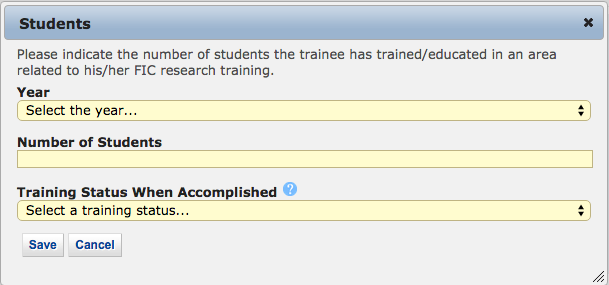 Students
Please indicate the number of students the trainee has trained/educated in an area
related to his/her FIC research training.
Year
Select the year...
Number of Students
Training Status When Accomplished ?
Select a training status...
Save Cancel